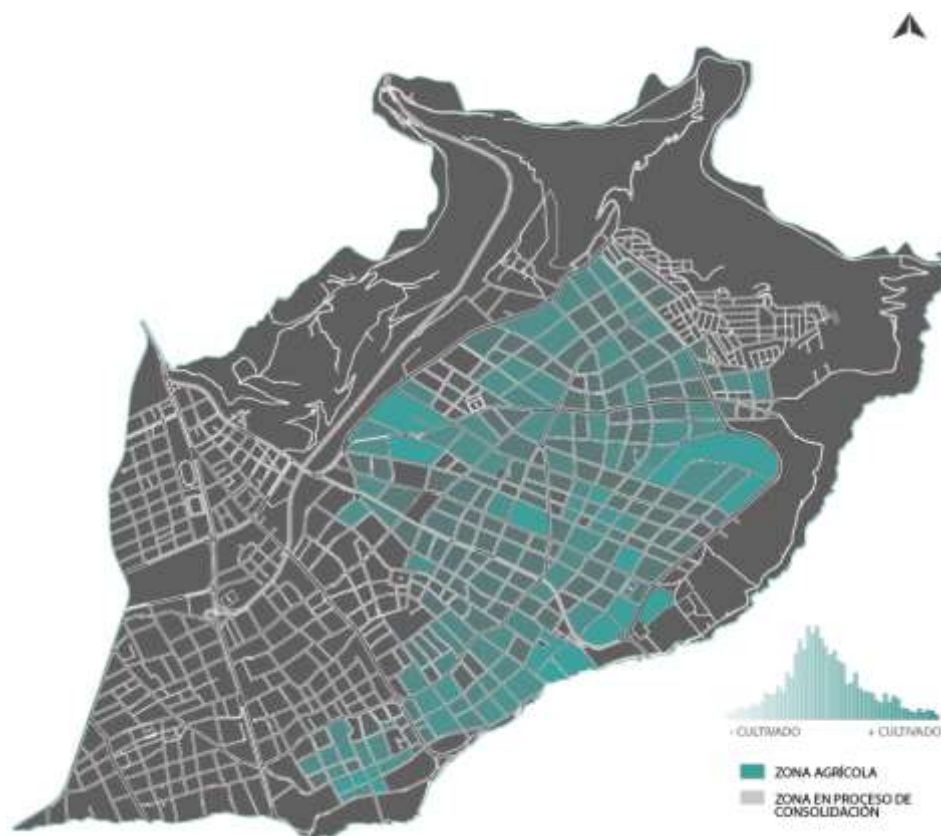 - CULTIVADO
+ CULTIVADO
ZONA AGRÍCOLA
ZONA EN PROCESO DE
CONSOLIDACIÓN